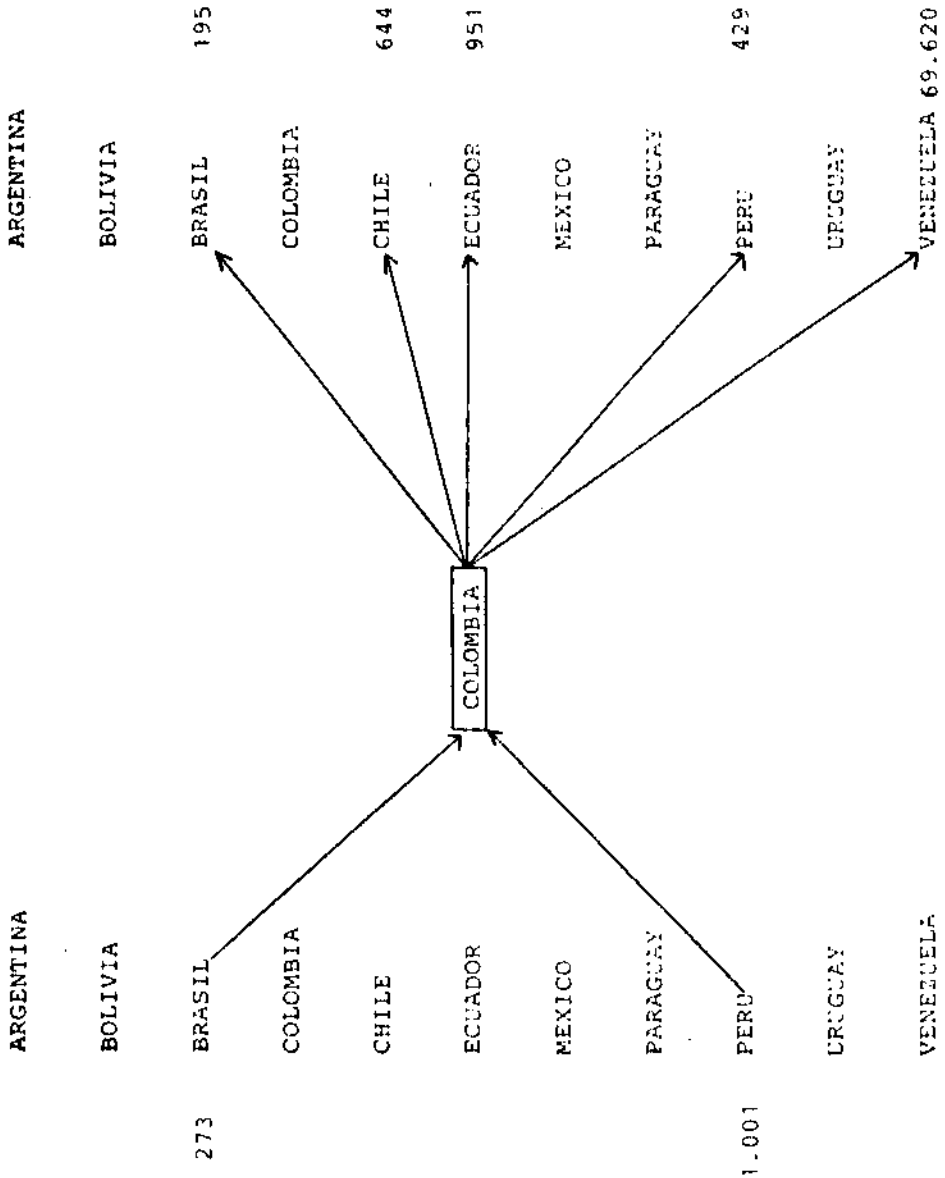 ARGENTINA ARGENTINA
BOLIVIA BOLIVIA
273 BRASIL BRASIL 195
COLOMBIA COLOMBIA
CHILE CHILE 644
ECUADOR COLOMBIA ECUADOR 951
MEXICO MEXICO
PARAGUAY PARAGUAY
1.001 PERU PERU 429
URUGUAY URUGUAY
VENEZUELA VENEZUELA 69.620